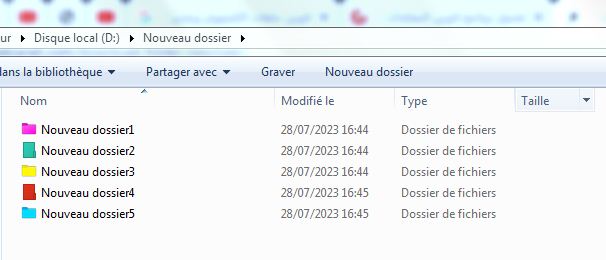 ur ▸ Disque local (D:) ▸ Nouveau dossier ▸
dans la bibliothèque ▾ Partager avec ▾ Graver Nouveau dossier
Nom Modifié le Type Taille
Nouveau dossier1 28/07/2023 16:44 Dossier de fichiers
Nouveau dossier2 28/07/2023 16:44 Dossier de fichiers
Nouveau dossier3 28/07/2023 16:44 Dossier de fichiers
Nouveau dossier4 28/07/2023 16:45 Dossier de fichiers
Nouveau dossier5 28/07/2023 16:45 Dossier de fichiers